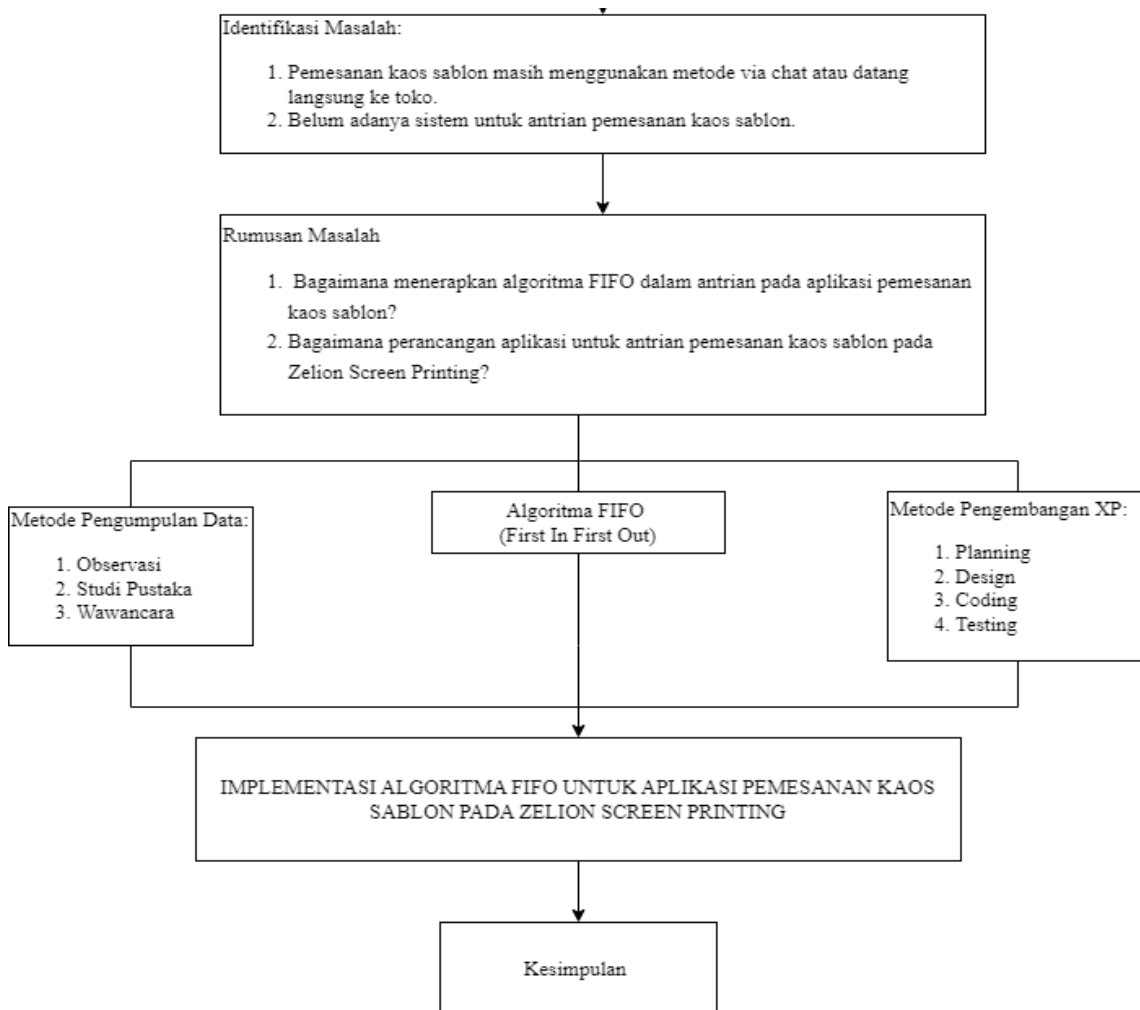 Identifikasi Masalah:
1. Pemesanan kaos sablon masih menggunakan metode via chat atau datang
langsung ke toko.
2. Belum adanya sistem untuk antrian pemesanan kaos sablon.
Rumusan Masalah
1. Bagaimana menerapkan algoritma FIFO dalam antrian pada aplikasi pemesanan
kaos sablon?
2. Bagaimana perancangan aplikasi untuk antrian pemesanan kaos sablon pada
Zelion Screen Printing?
Metode Pengumpulan Data:
1. Observasi
2. Studi Pustaka
3. Wawancara
Algoritma FIFO
(First In First Out)
Metode Pengembangan XP:
1. Planning
2. Design
3. Coding
4. Testing
IMPLEMENTASI ALGORITMA FIFO UNTUK APLIKASI PEMESANAN KAOS
SABLON PADA ZELION SCREEN PRINTING
Kesimpulan